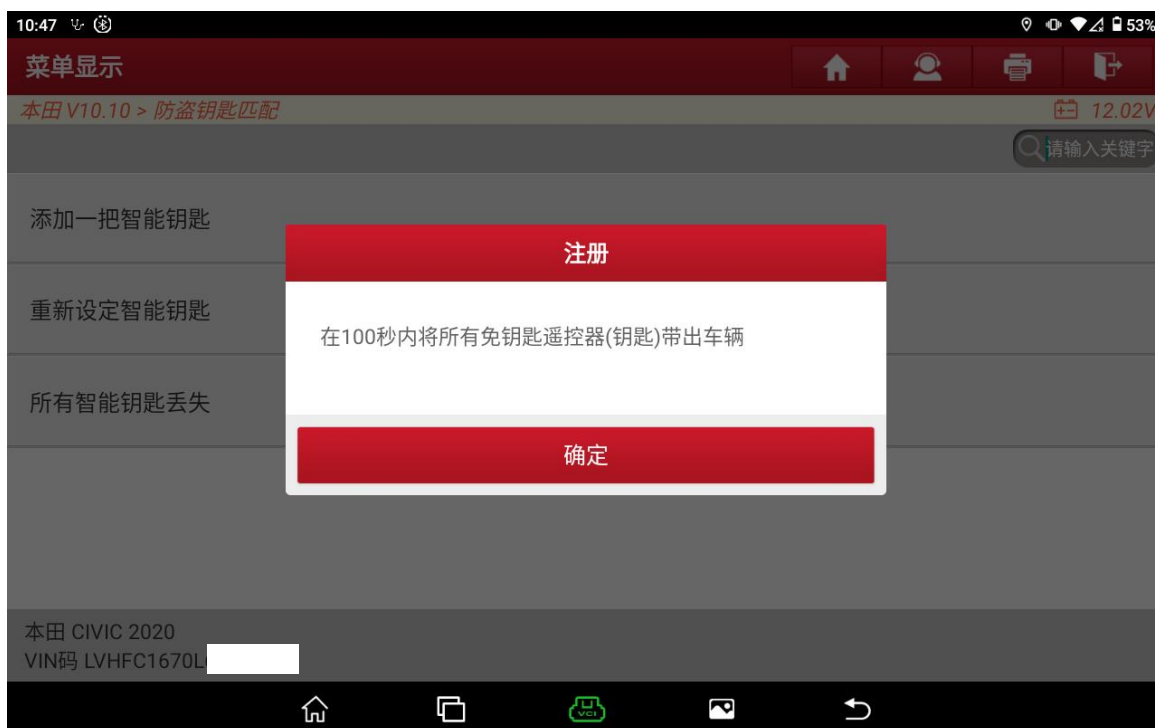 10:47
53%
菜单显示
本田 V10.10 > 防盗钥匙匹配
12.02V
请输入关键字
添加一把智能钥匙
注册
重新设定智能钥匙
在100秒内将所有免钥匙遥控器(钥匙)带出车辆
所有智能钥匙丢失
确定
本田 CIVIC 2020
VIN码 LVHFC1670L
VCI